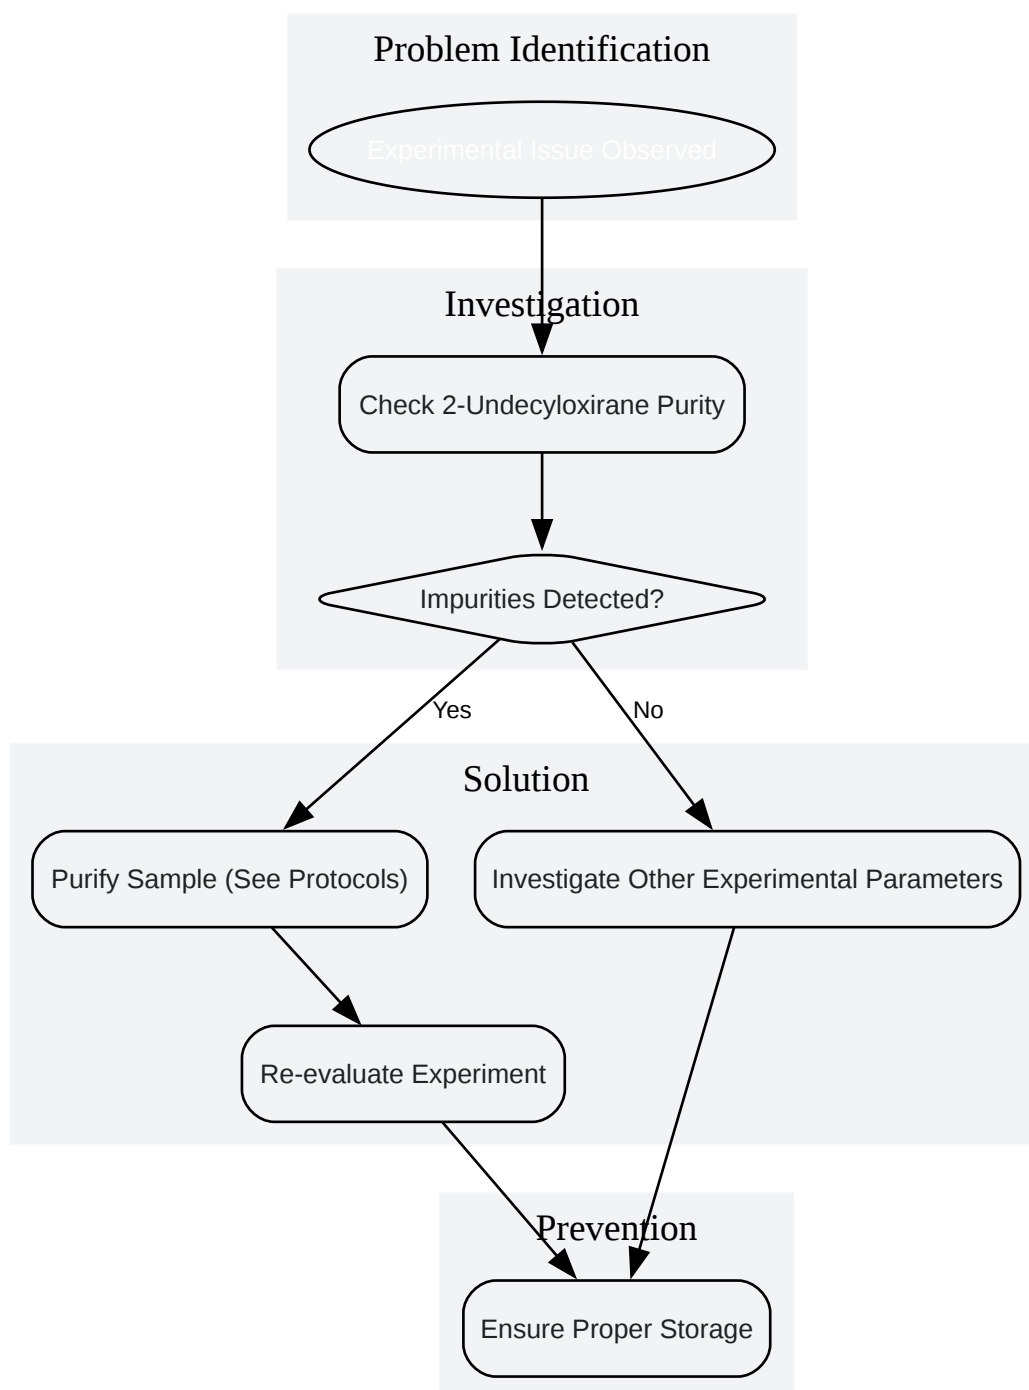 Problem Identification
Experimental Issue Observed
Investigation
Check 2-Undecyloxirane Purity
Impurities Detected?
Yes
No
Solution
Purify Sample (See Protocols)
Investigate Other Experimental Parameters
Re-evaluate Experiment
Prevention
Ensure Proper Storage